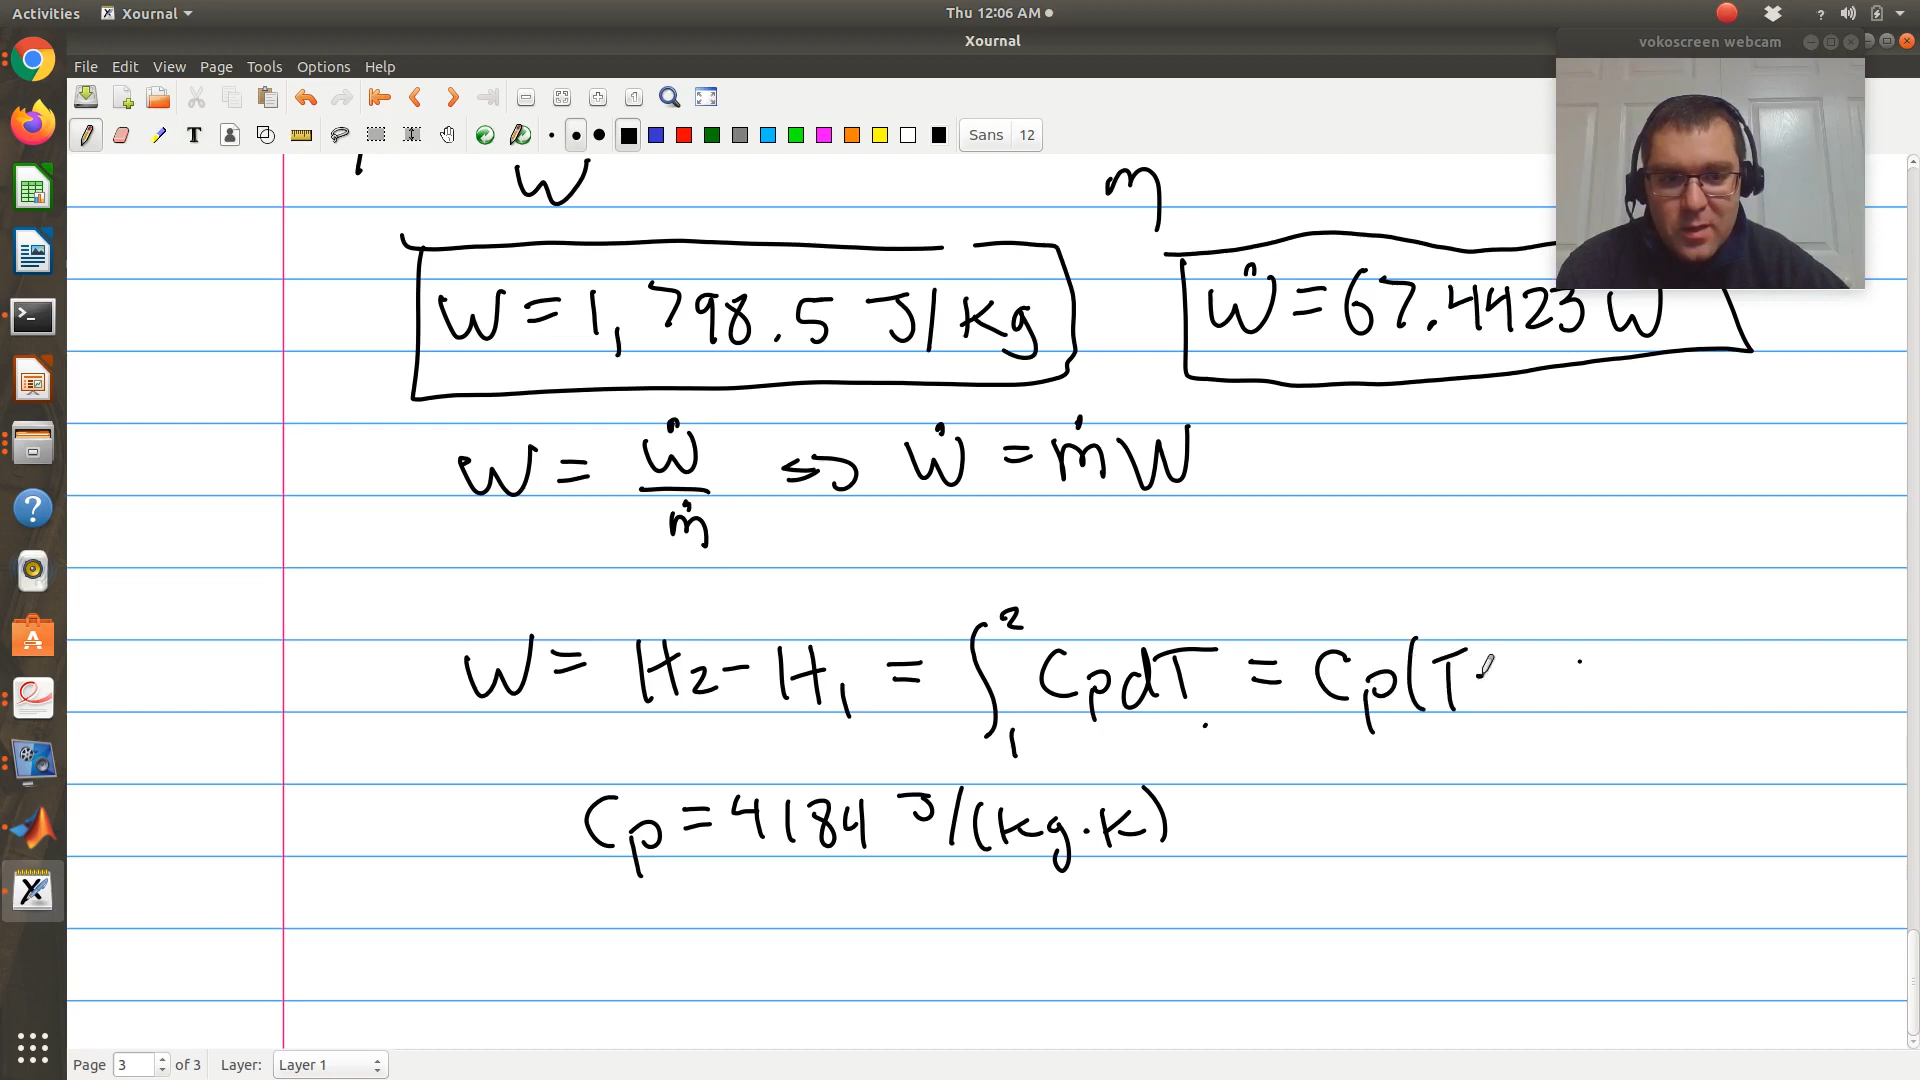 Activities Xournal Thu 12:06 AM
Xournal
vokoscreen webcam
File Edit View Page Tools Options Help
Sans 12
W ṁ
W = 1,798.5 J/kg Ẇ = 67.4423 W
W = Ẇ/ṁ ⇔ Ẇ = ṁW
W = H₂ - H₁ = ∫₁² CpdT = Cp(T
Cp = 4184 J/(kg·K)
Page 3 of 3 Layer: Layer 1